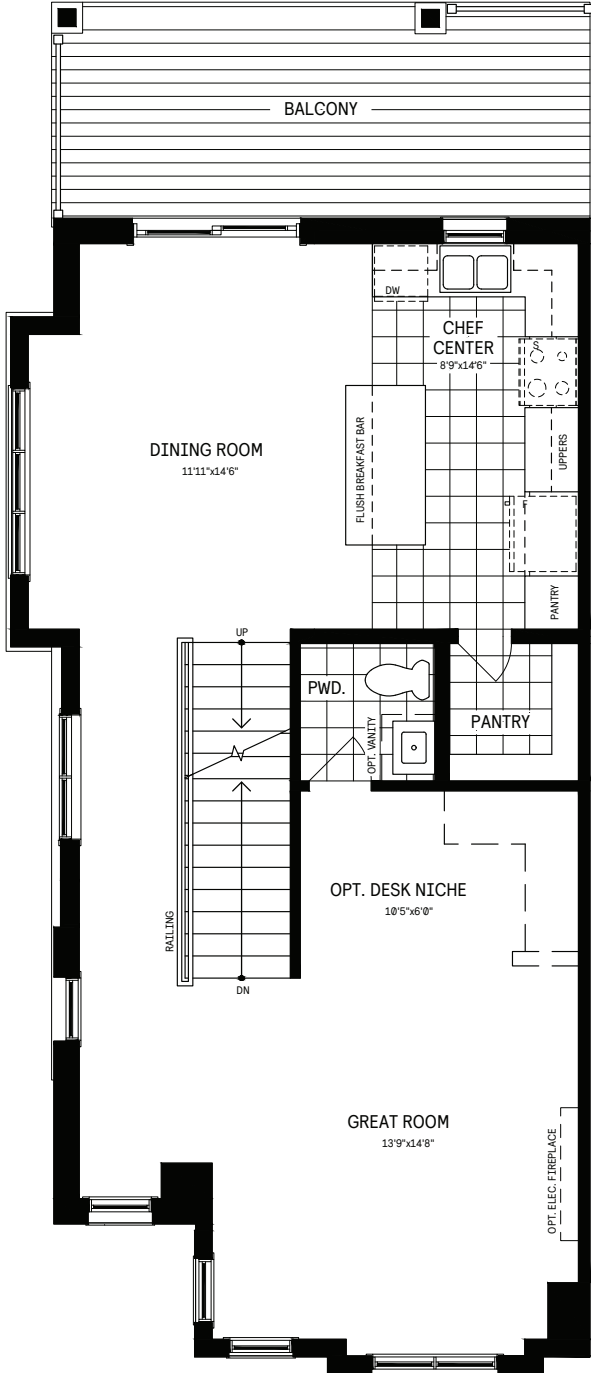 BALCONY
DW
CHEF
CENTER
8'9"x14'6"
S
DINING ROOM
11'11"x14'6"
FLUSH BREAKFAST BAR
UPPERS
F
PANTRY
UP
PWD.
OPT. VANITY
PANTRY
RAILING
OPT. DESK NICHE
10'5"x6'0"
DN
GREAT ROOM
13'9"x14'8"
OPT. ELEC. FIREPLACE